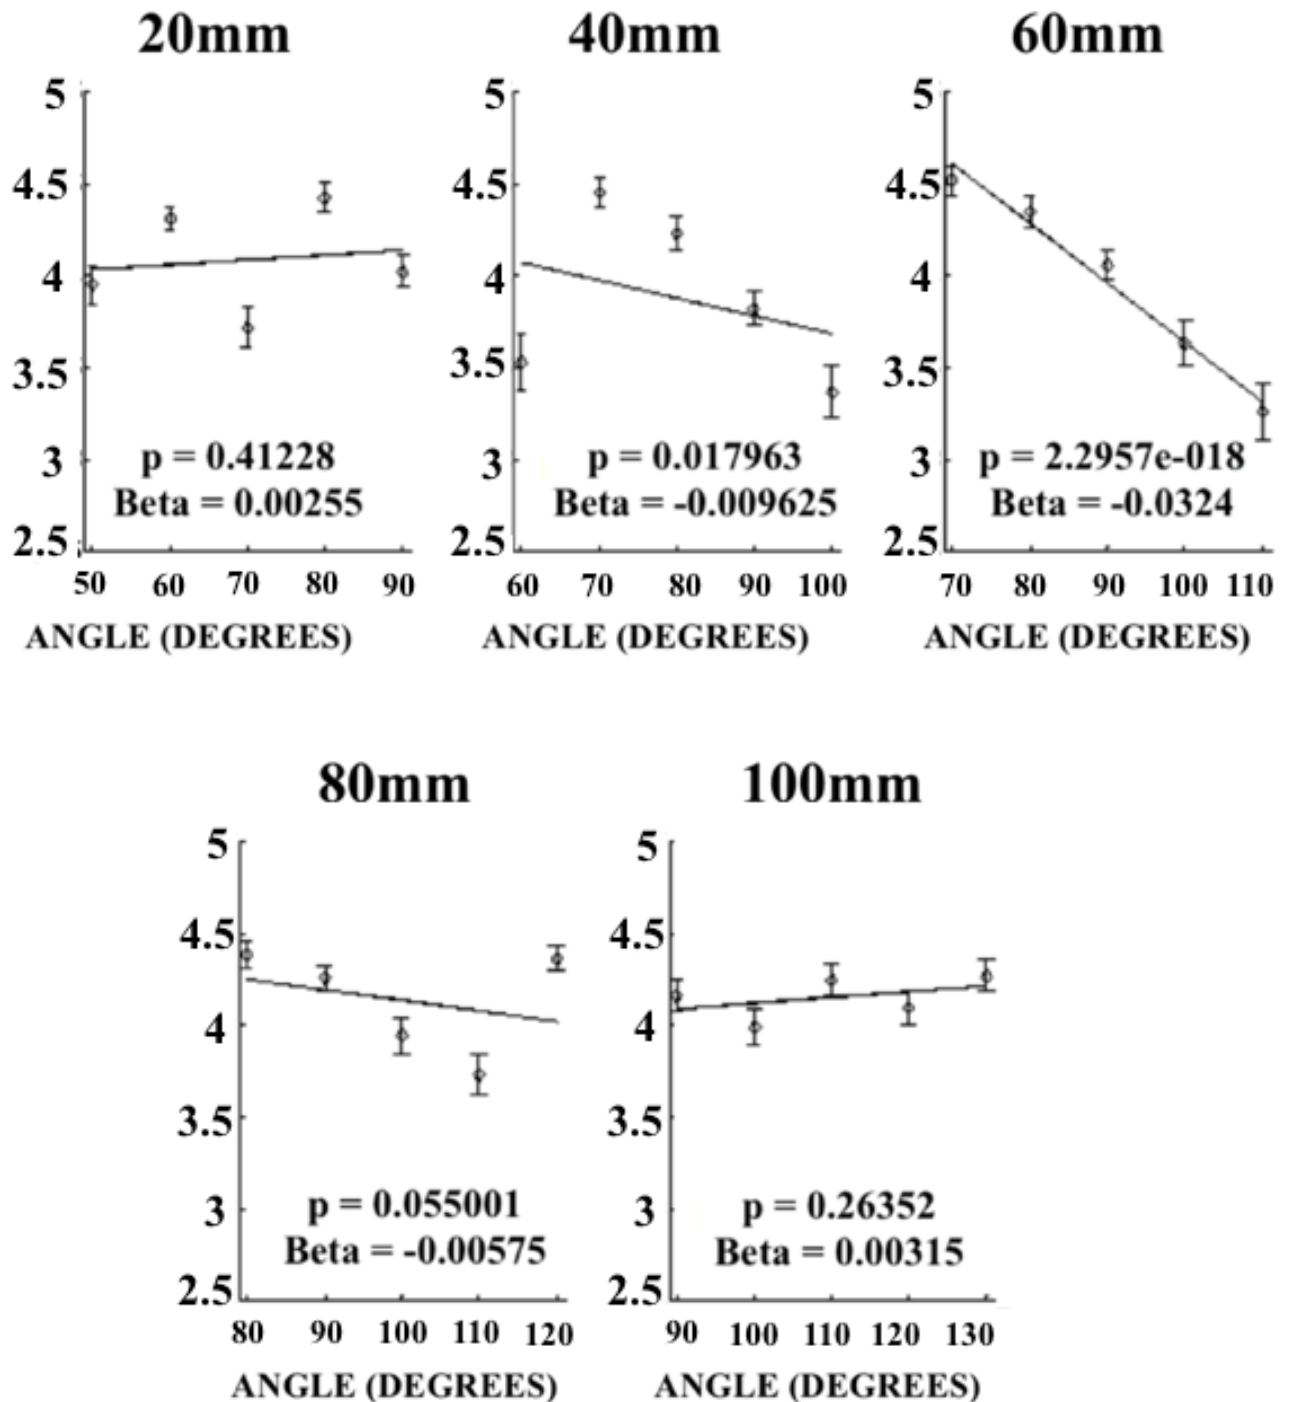 20mm
5
4.5
4
3.5
3
2.5
p = 0.41228
Beta = 0.00255
50 60 70 80 90
ANGLE (DEGREES)
40mm
5
4.5
4
3.5
3
2.5
p = 0.017963
Beta = -0.009625
60 70 80 90 100
ANGLE (DEGREES)
60mm
5
4.5
4
3.5
3
2.5
p = 2.2957e-018
Beta = -0.0324
70 80 90 100 110
ANGLE (DEGREES)
80mm
5
4.5
4
3.5
3
2.5
p = 0.055001
Beta = -0.00575
80 90 100 110 120
ANGLE (DEGREES)
100mm
5
4.5
4
3.5
3
2.5
p = 0.26352
Beta = 0.00315
90 100 110 120 130
ANGLE (DEGREES)